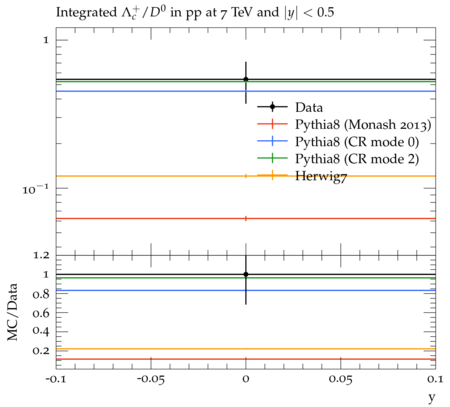 Integrated Λ_c^+/D^0 in pp at 7 TeV and |y| < 0.5
1
Data
Pythia8 (Monash 2013)
Pythia8 (CR mode 0)
Pythia8 (CR mode 2)
Herwig7
10^−1
1.2
1
0.8
0.6
0.4
0.2
MC/Data
-0.1 -0.05 0 0.05 0.1
y